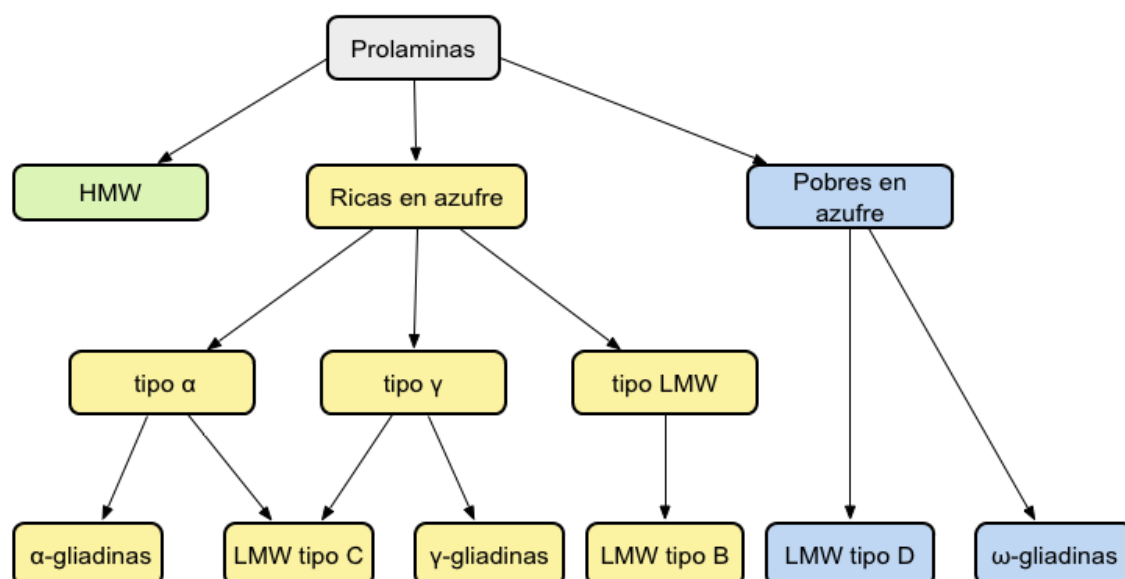 Prolaminas
HMW
Ricas en azufre
Pobres en
azufre
tipo α
tipo γ
tipo LMW
α-gliadinas
LMW tipo C
γ-gliadinas
LMW tipo B
LMW tipo D
ω-gliadinas